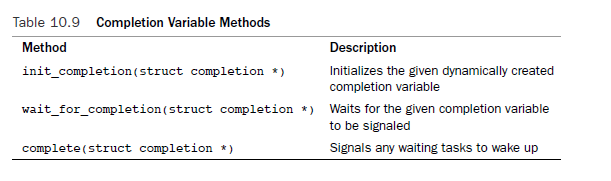 Table 10.9 Completion Variable Methods
Method Description
init_completion(struct completion *) Initializes the given dynamically created
completion variable
wait_for_completion(struct completion *) Waits for the given completion variable
to be signaled
complete(struct completion *) Signals any waiting tasks to wake up